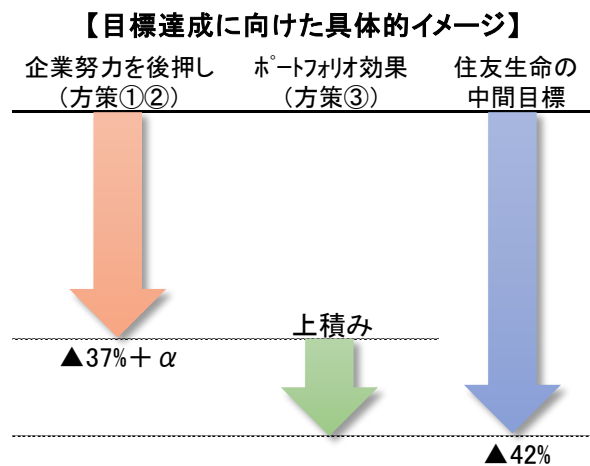 【目標達成に向けた具体的イメージ】
企業努力を後押し
（方策①②）
ﾎﾟｰﾄﾌｫﾘｵ効果
（方策③）
住友生命の
中間目標
上積み
▲37%＋α
▲42%